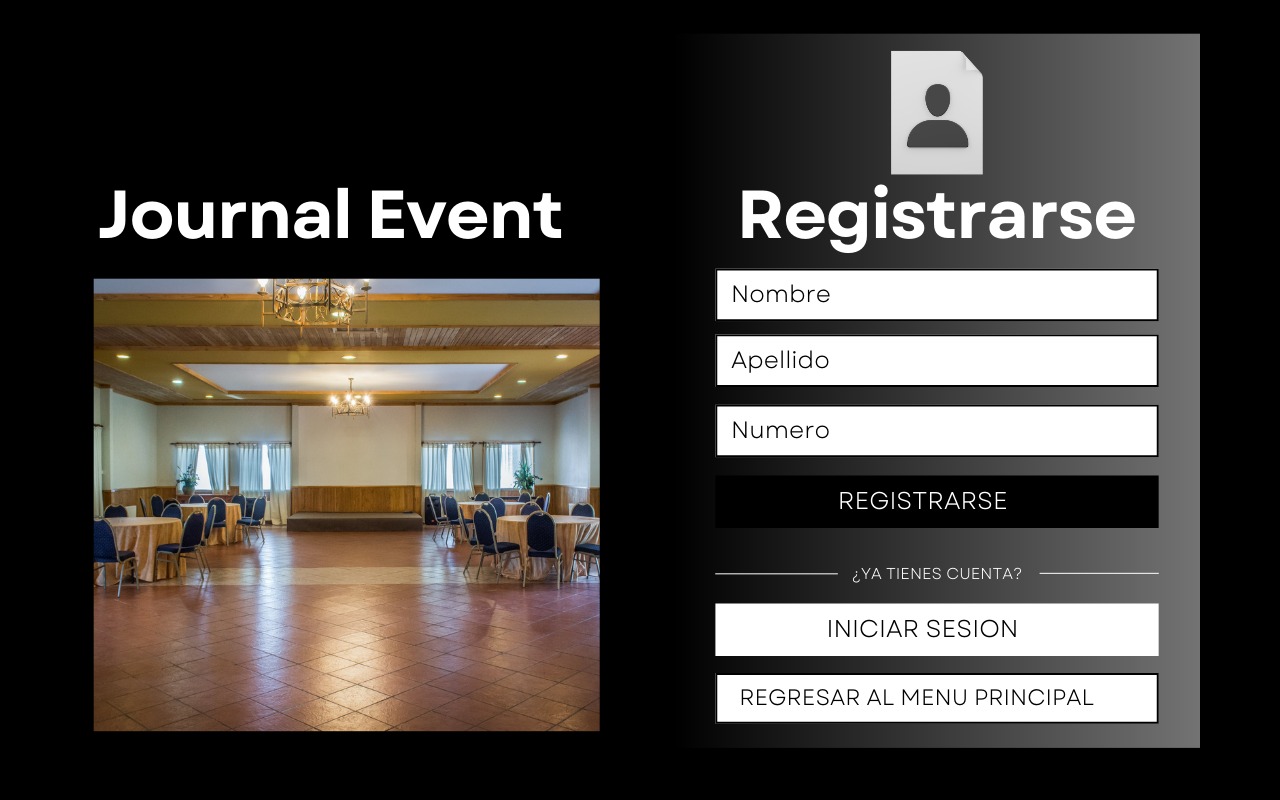 Journal Event
Registrarse
Nombre
Apellido
Numero
REGISTRARSE
¿YA TIENES CUENTA?
INICIAR SESION
REGRESAR AL MENU PRINCIPAL